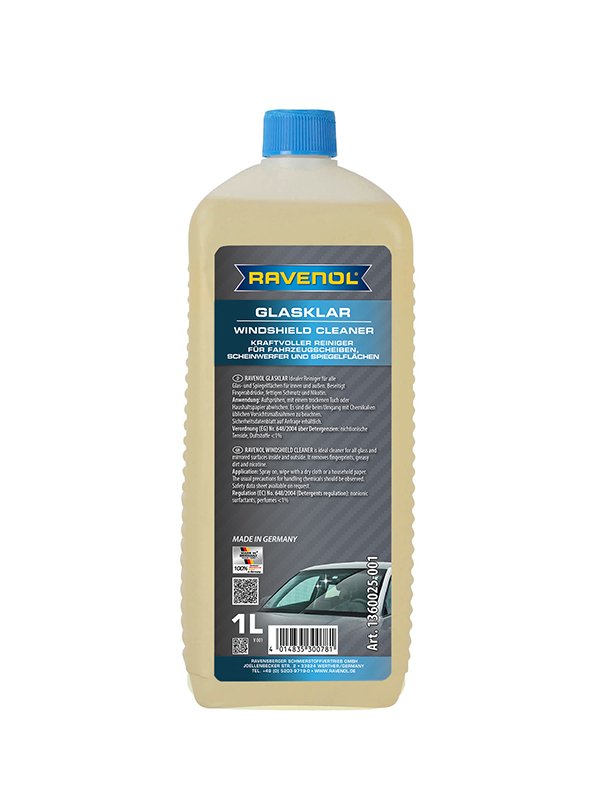 RAVENOL®
GLASKLAR
WINDSHIELD CLEANER
KRAFTVOLLER REINIGER
FÜR FAHRZEUGSCHEIBEN,
SCHEINWERFER UND SPIEGELFLÄCHEN
RAVENOL GLASKLAR Idealer Reiniger für alle
Glas- und Spiegelflächen für innen und außen. Beseitigt
Fingerabdrücke, fettigen Schmutz und Nikotin.
Anwendung: Aufsprühen, mit einem trockenen Tuch oder
Haushaltspapier abwischen. Es sind die beim Umgang mit Chemikalien
üblichen Vorsichtsmaßnahmen zu beachten.
Sicherheitsdatenblatt auf Anfrage erhältlich.
Verordnung (EG) Nr. 648/2004 über Detergenzien: nichtionische
Tenside, Duftstoffe <1%
RAVENOL WINDSHIELD CLEANER is ideal cleaner for all glass and
mirrored surfaces inside and outside. It removes fingerprints, greasy
dirt and nicotine.
Application: Spray on, wipe with a dry cloth or a household paper.
The usual precautions for handling chemicals should be observed.
Safety data sheet available on request.
Regulation (EC) Nr. 648/2004 (Detergents regulation): nonionic
surfactants, perfumes <1%
MADE IN GERMANY
100%
1L
V 001
4 014835 300781
Art. 1360025-001
RAVENSBERGER SCHMIERSTOFFVERTRIEB GMBH
JOELLENBECKER STR. 2 • 33824 WERTHER/GERMANY
TEL. +49 (0) 5203-9719-0 • WWW.RAVENOL.DE